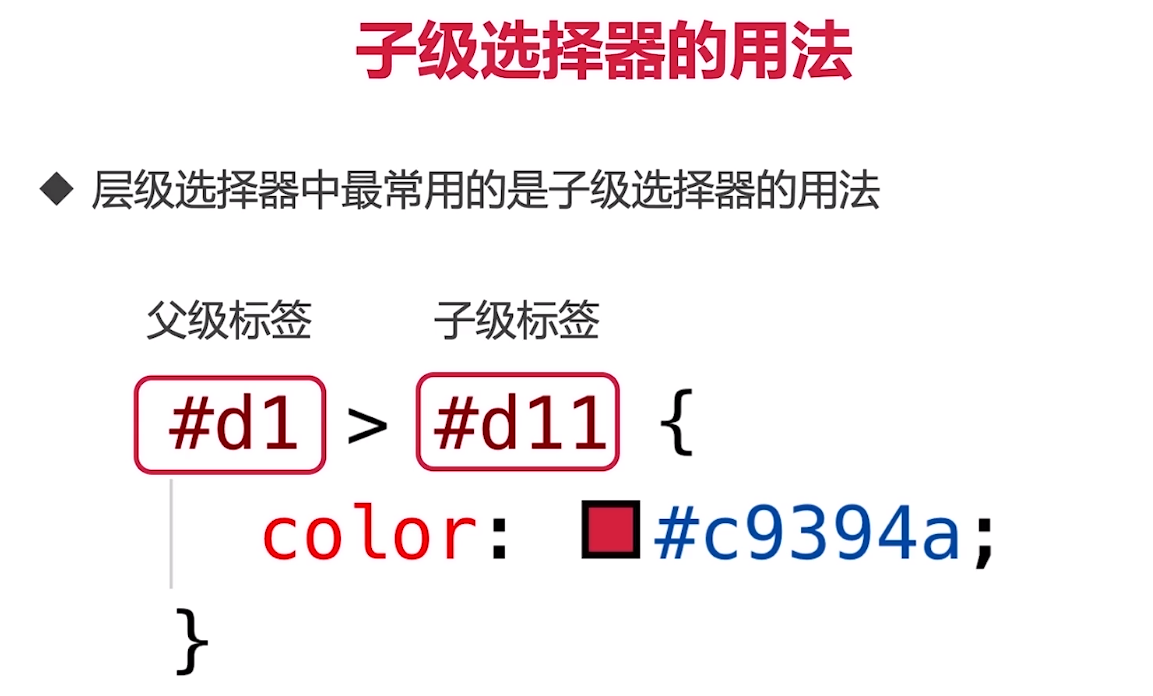 子级选择器的用法
◆ 层级选择器中最常用的是子级选择器的用法
父级标签 子级标签
#d1 > #d11 {
color: #c9394a;
}